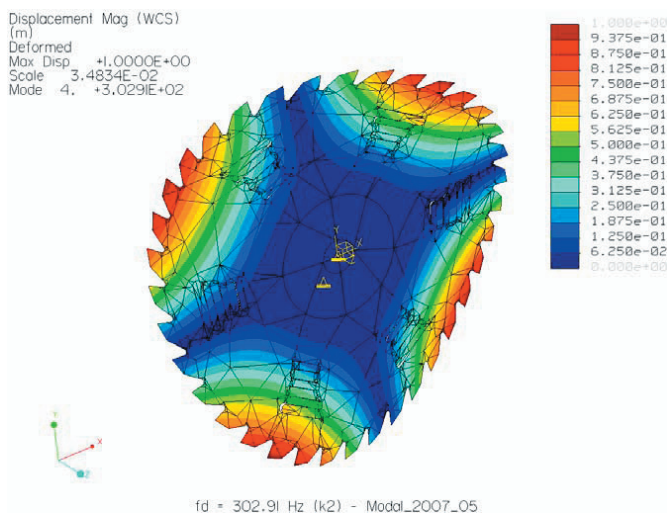 Displacement Mag (WCS)
(m)
Deformed
Max Disp +1.0000E+00
Scale 3.4834E-02
Mode 4. +3.0291E+02
1.000e+00
9.375e-01
8.750e-01
8.125e-01
7.500e-01
6.875e-01
6.250e-01
5.625e-01
5.000e-01
4.375e-01
3.750e-01
3.125e-01
2.500e-01
1.875e-01
1.250e-01
6.250e-02
0.000e+00
Y
X
Y
X
Z
fd = 302.91 Hz (k2) - Modal_2007_05